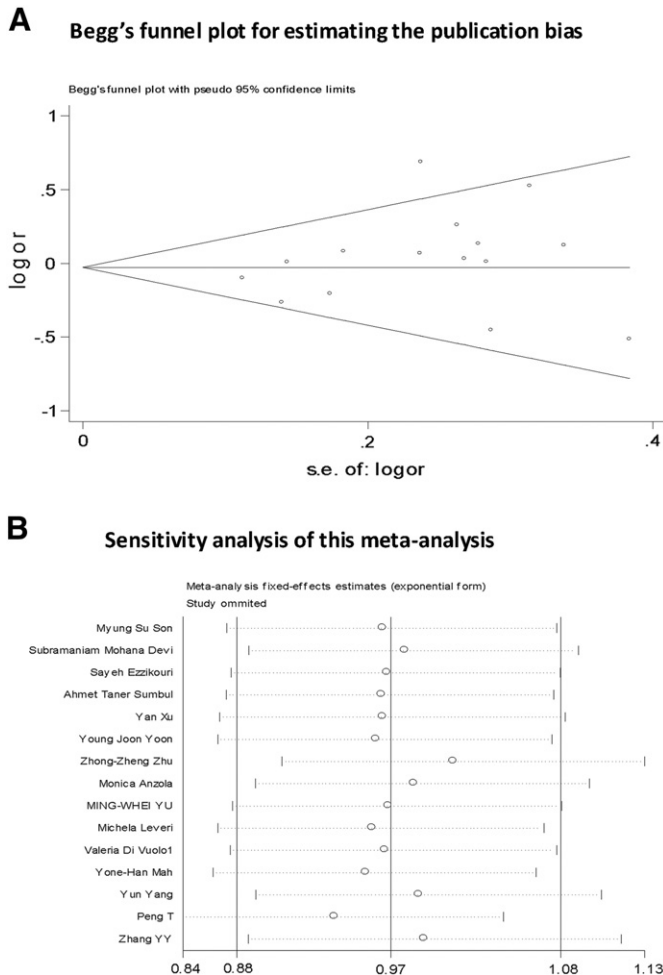 A
Begg's funnel plot for estimating the publication bias
Begg'sfunnel plot with pseudo 95% confidence limits
logor
1
.5
0
-.5
-1
0 .2 .4
s.e. of: logor
B
Sensitivity analysis of this meta-analysis
Meta-analysis fixed-effects estimates (exponential form)
Study ommited
Myung Su Son
Subramaniam Mohana Devi
Sayeh Ezzikouri
Ahmet Taner Sumbul
Yan Xu
Young Joon Yoon
Zhong-Zheng Zhu
Monica Anzola
MING-WHEI YU
Michela Leveri
Valeria Di Vuolo1
Yone-Han Mah
Yun Yang
Peng T
Zhang YY
0.84 0.88 0.97 1.08 1.13